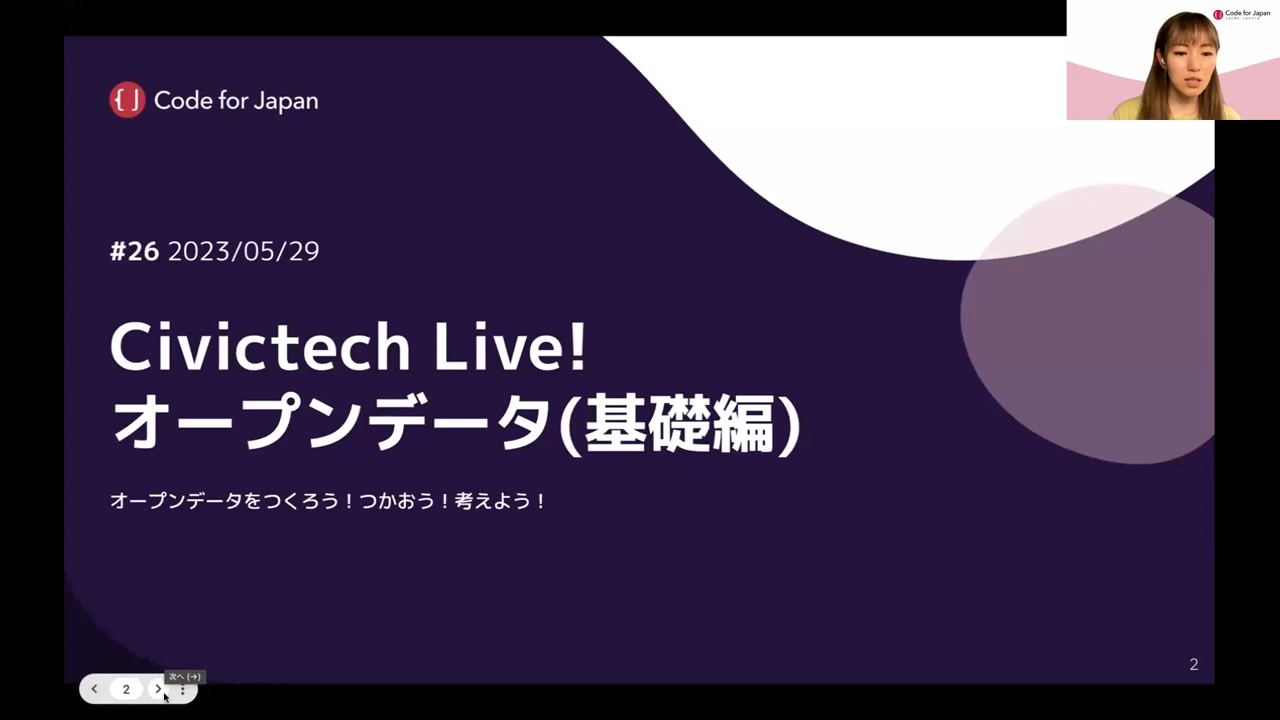 Code for Japan
Code for Japan
#26 2023/05/29
Civictech Live!
オープンデータ(基礎編)
オープンデータをつくろう！つかおう！考えよう！
2
次へ (→)
2